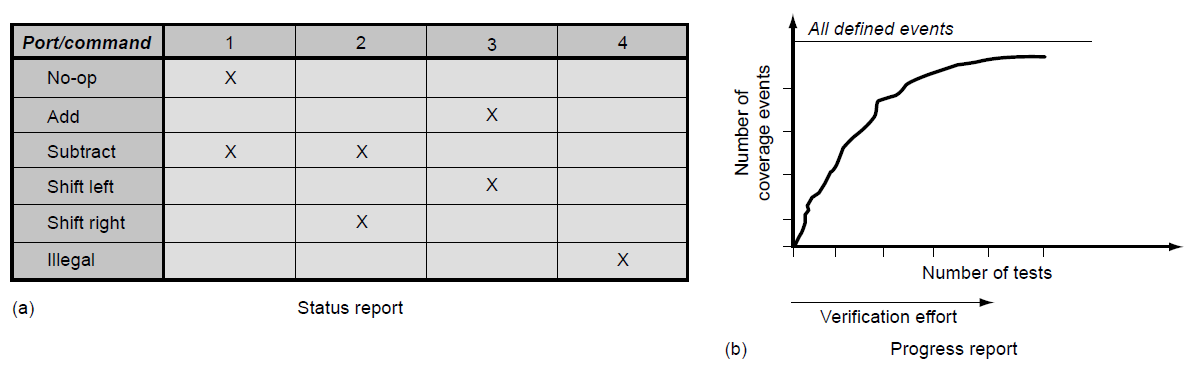 Port/command 1 2 3 4
No-op X
Add X
Subtract X X
Shift left X
Shift right X
Illegal X
(a) Status report
All defined events
Number of
coverage events
Number of tests
Verification effort
(b) Progress report